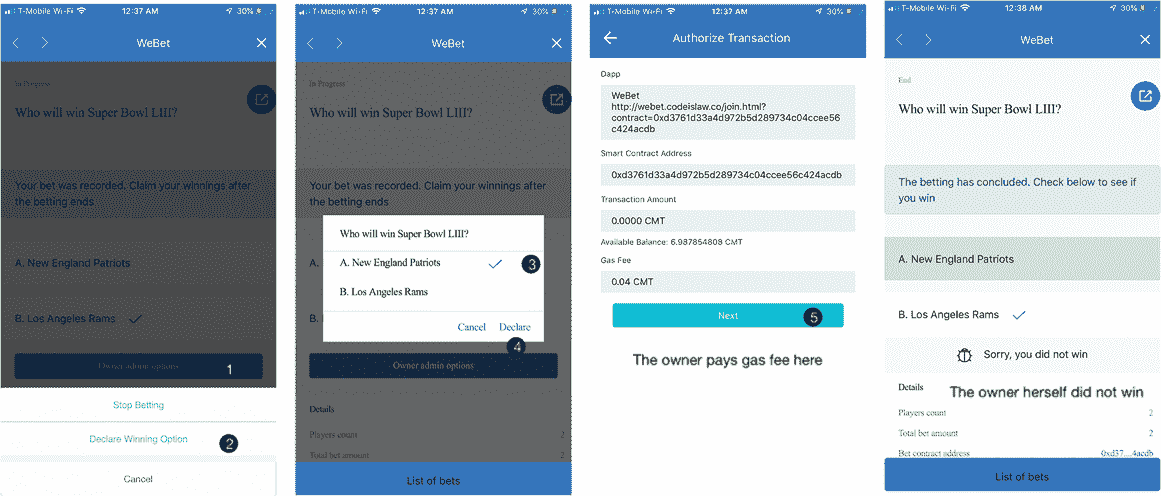 T-Mobile Wi-Fi 12:37 AM 30%
WeBet
In Progress
Who will win Super Bowl LIII?
Your bet was recorded. Claim your winnings after
the betting ends
A. New England Patriots
B. Los Angeles Rams
Owner admin options 1
Stop Betting
Declare Winning Option 2
Cancel
T-Mobile Wi-Fi 12:37 AM 30%
WeBet
In Progress
Who will win Super Bowl LIII?
Your bet was recorded. Claim your winnings after
the betting ends
Who will win Super Bowl LIII?
A.
A. New England Patriots 3
B. Los Angeles Rams
B.
Cancel Declare
4
Owner admin options
Details
Players count 2
Total bet amount 2
List of bets
T-Mobile Wi-Fi 12:37 AM 30%
Authorize Transaction
Dapp
WeBet
http://webet.codeislaw.co/join.html?
contract=0xd3761d33a4d972b5d289734c04ccee56
c424acdb
Smart Contract Address
0xd3761d33a4d972b5d289734c04ccee56c424acdb
Transaction Amount
0.0000 CMT
Available Balance: 6.987854808 CMT
Gas Fee
0.04 CMT
Next 5
The owner pays gas fee here
T-Mobile Wi-Fi 12:38 AM 30%
WeBet
End
Who will win Super Bowl LIII?
The betting has concluded. Check below to see if
you win
A. New England Patriots
B. Los Angeles Rams
Sorry, you did not win
Details
The owner herself did not win
Players count 2
Total bet amount 2
Bet contract address 0xd37....4acdb
List of bets